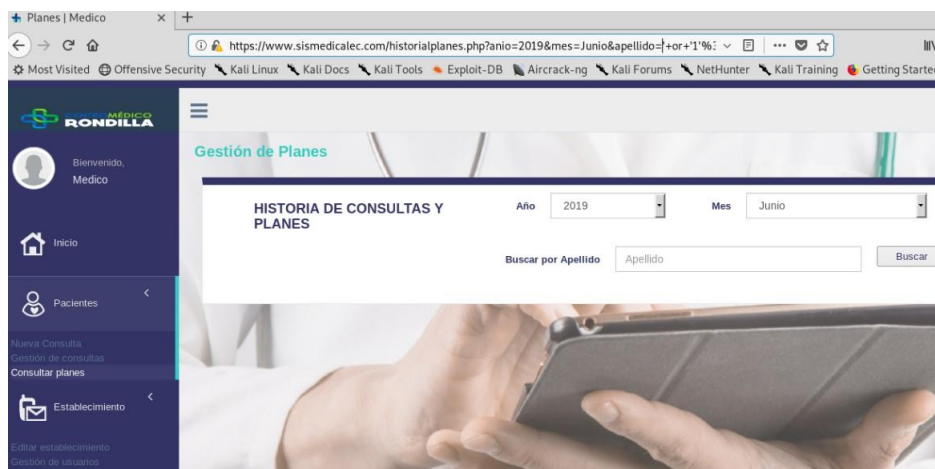 Planes | Medico × +
https://www.sismedicalec.com/historialplanes.php?anio=2019&mes=Junio&apellido='+or+'1'%:
Most Visited Offensive Security Kali Linux Kali Docs Kali Tools Exploit-DB Aircrack-ng Kali Forums NetHunter Kali Training Getting Starte
MÉDICO
RONDILLA
Bienvenido,
Medico
Gestión de Planes
HISTORIA DE CONSULTAS Y
PLANES
Año 2019 Mes Junio
Buscar por Apellido Apellido Buscar
Inicio
Pacientes
Nueva Consulta
Gestión de consultas
Consultar planes
Establecimiento
Editar establecimiento
Gestión de usuarios